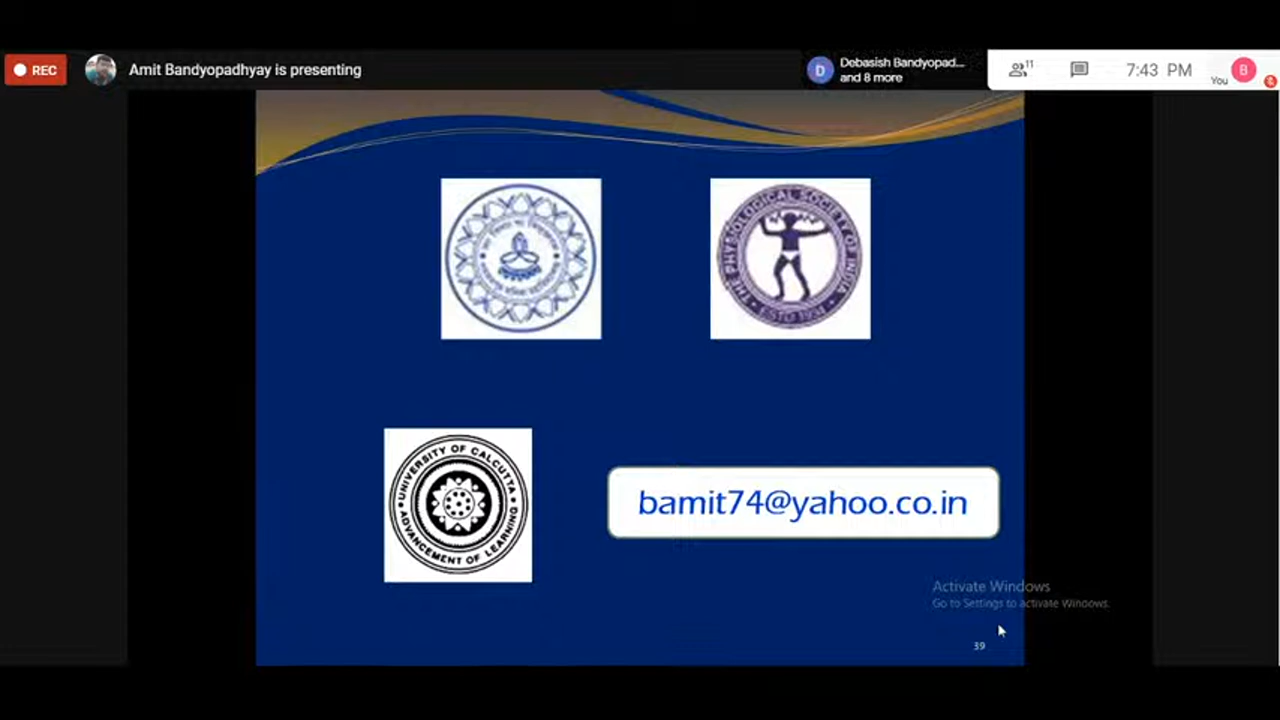 REC
Amit Bandyopadhyay is presenting
D
Debasish Bandyopad...
and 8 more
11
7:43 PM
You
B
THE PHYSIOLOGICAL SOCIETY OF INDIA
ESTD 1934
UNIVERSITY OF CALCUTTA
ADVANCEMENT OF LEARNING
bamit74@yahoo.co.in
Activate Windows
Go to Settings to activate Windows.
39